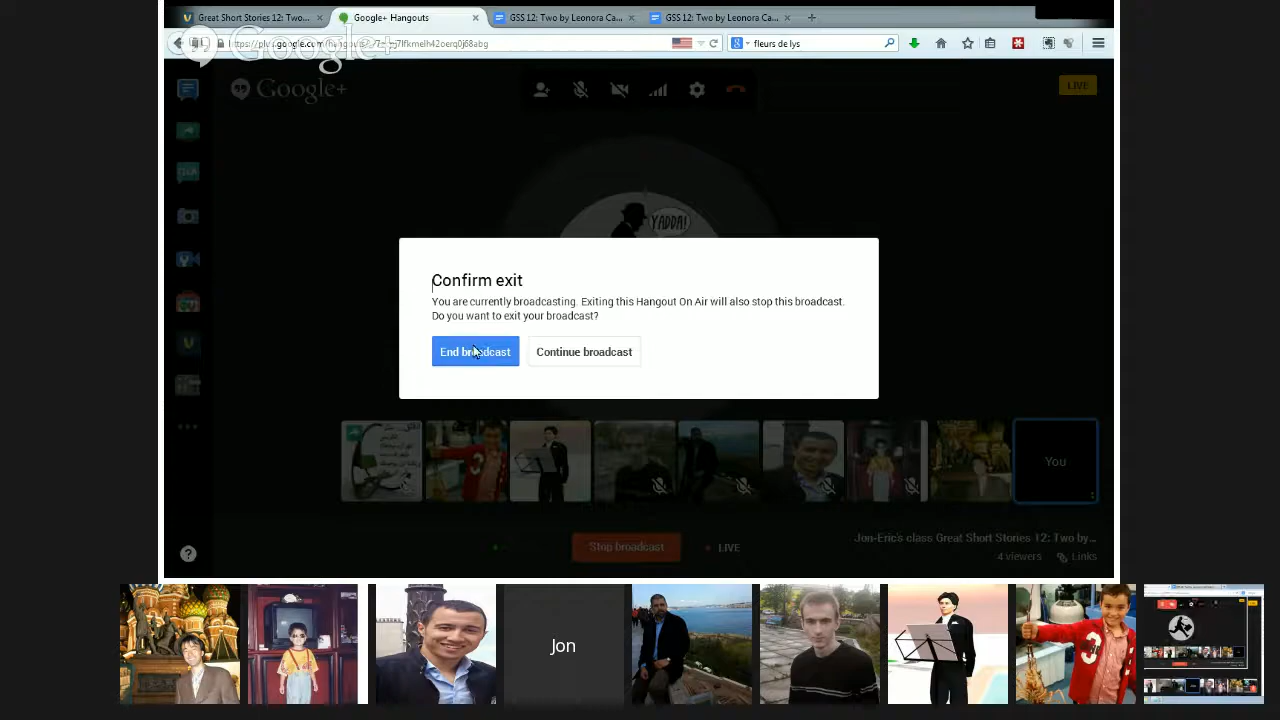 Great Short Stories 12: Two...
Google+ Hangouts
GSS 12: Two by Leonora Ca...
GSS 12: Two by Leonora Ca...
fleurs de lys
Google+
Google+
LIVE
YADDA!
Confirm exit
You are currently broadcasting. Exiting this Hangout On Air will also stop this broadcast.
Do you want to exit your broadcast?
End broadcast
Continue broadcast
You
Stop broadcast
LIVE
Jon-Eric's class Great Short Stories 12: Two by...
4 viewers
Links
Jon